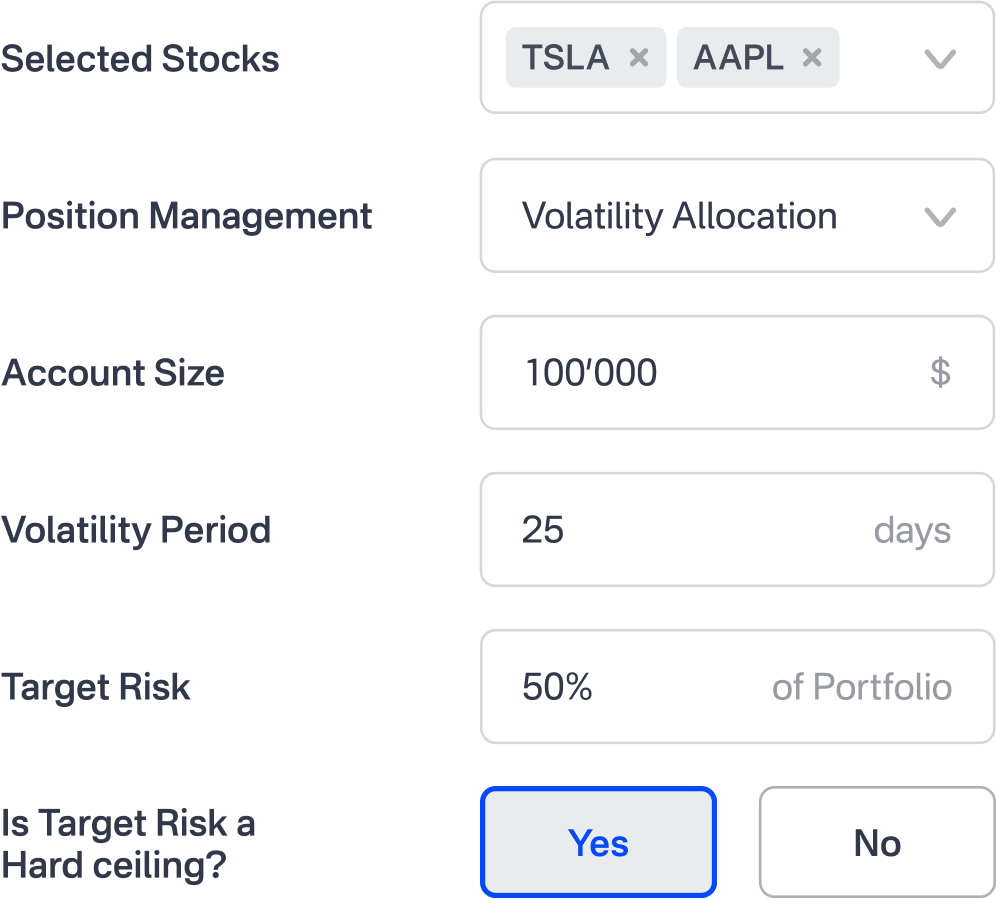 Selected Stocks TSLA × AAPL ×
Position Management Volatility Allocation
Account Size 100'000 $
Volatility Period 25 days
Target Risk 50% of Portfolio
Is Target Risk a
Hard ceiling?
Yes No